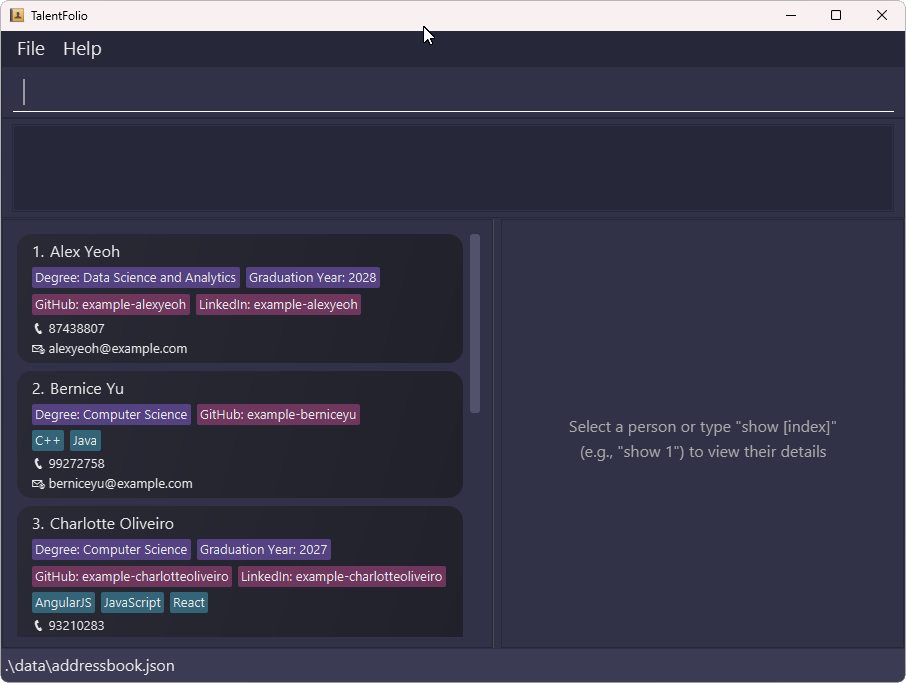 TalentFolio
File Help
1. Alex Yeoh
Degree: Data Science and Analytics Graduation Year: 2028
GitHub: example-alexyeoh LinkedIn: example-alexyeoh
87438807
alexyeoh@example.com
2. Bernice Yu
Degree: Computer Science GitHub: example-berniceyu
C++ Java
99272758
berniceyu@example.com
3. Charlotte Oliveiro
Degree: Computer Science Graduation Year: 2027
GitHub: example-charlotteoliveiro LinkedIn: example-charlotteoliveiro
AngularJS JavaScript React
93210283
Select a person or type "show [index]"
(e.g., "show 1") to view their details
.\data\addressbook.json